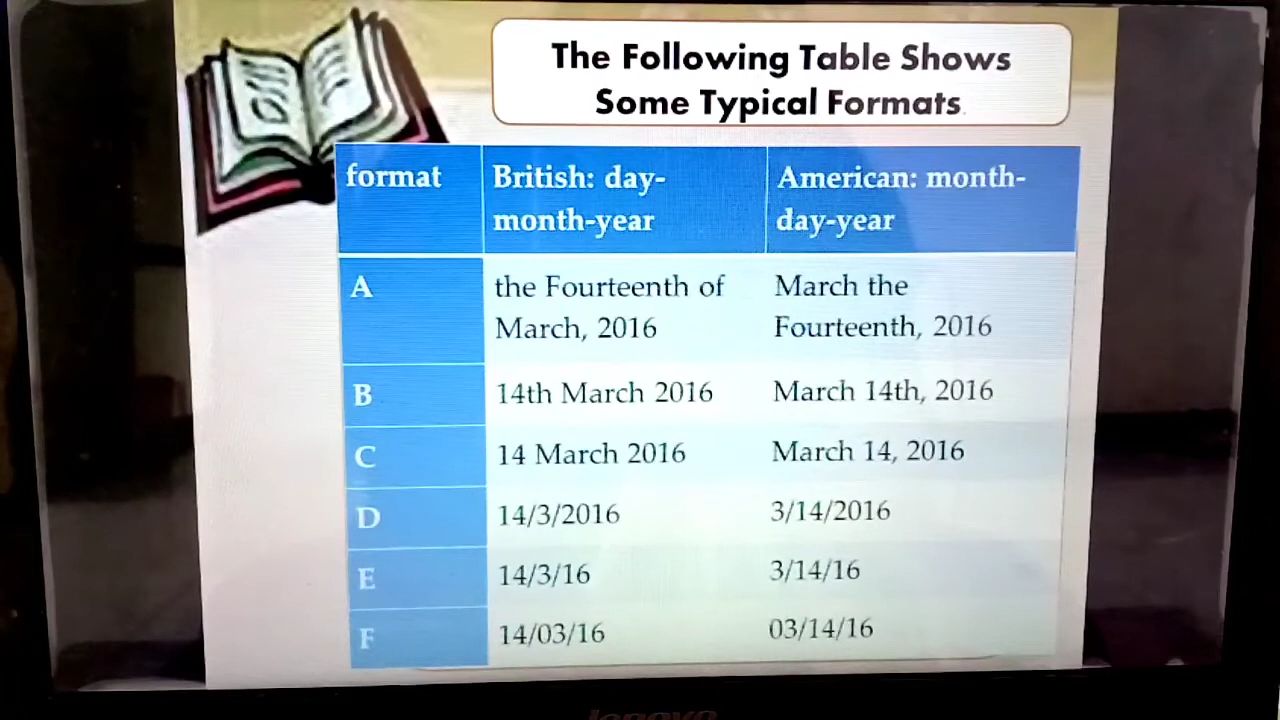 The Following Table Shows
Some Typical Formats
format British: day- American: month-
month-year day-year
A the Fourteenth of March the
March, 2016 Fourteenth, 2016
B 14th March 2016 March 14th, 2016
C 14 March 2016 March 14, 2016
D 14/3/2016 3/14/2016
E 14/3/16 3/14/16
F 14/03/16 03/14/16
lenovo